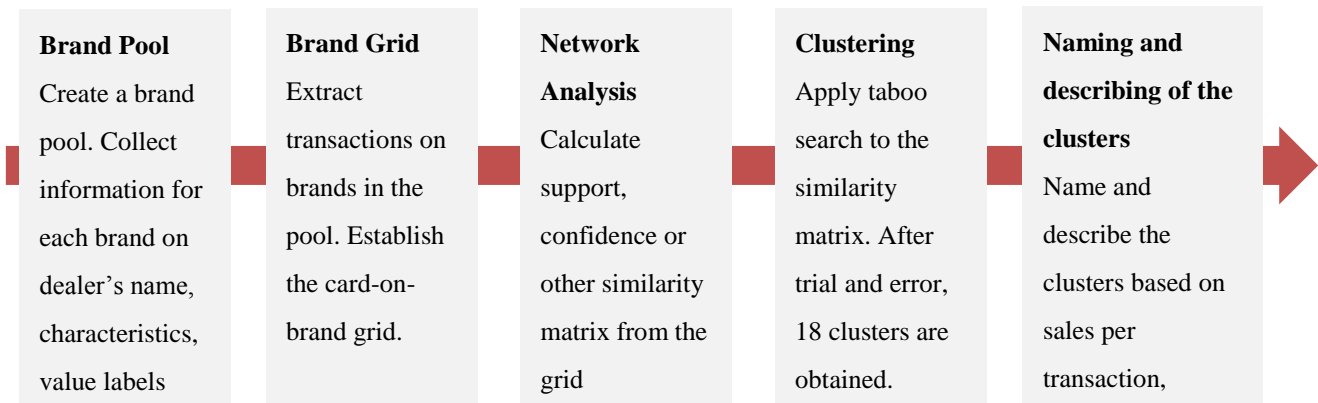 Brand Pool
Create a brand
pool. Collect
information for
each brand on
dealer’s name,
characteristics,
value labels
Brand Grid
Extract
transactions on
brands in the
pool. Establish
the card-on-
brand grid.
Network
Analysis
Calculate
support,
confidence or
other similarity
matrix from the
grid
Clustering
Apply taboo
search to the
similarity
matrix. After
trial and error,
18 clusters are
obtained.
Naming and
describing of the
clusters
Name and
describe the
clusters based on
sales per
transaction,